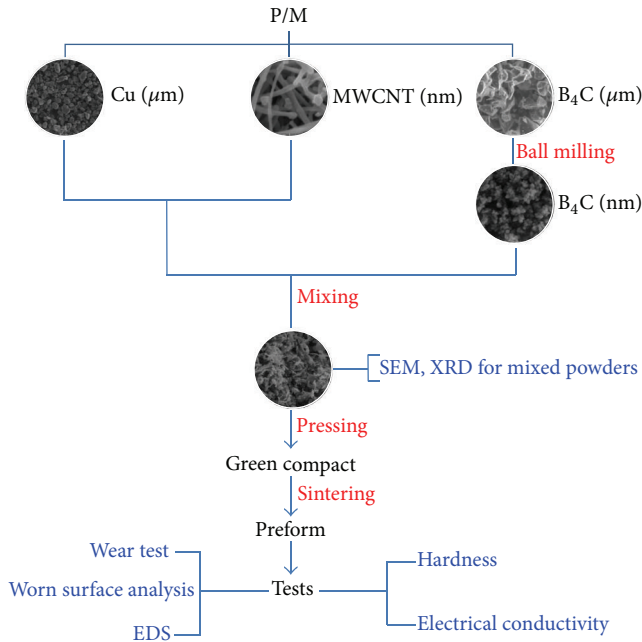 P/M
Cu (μm)
MWCNT (nm)
B₄C (μm)
Ball milling
B₄C (nm)
Mixing
SEM, XRD for mixed powders
Pressing
Green compact
Sintering
Preform
Wear test
Hardness
Worn surface analysis
Tests
EDS
Electrical conductivity